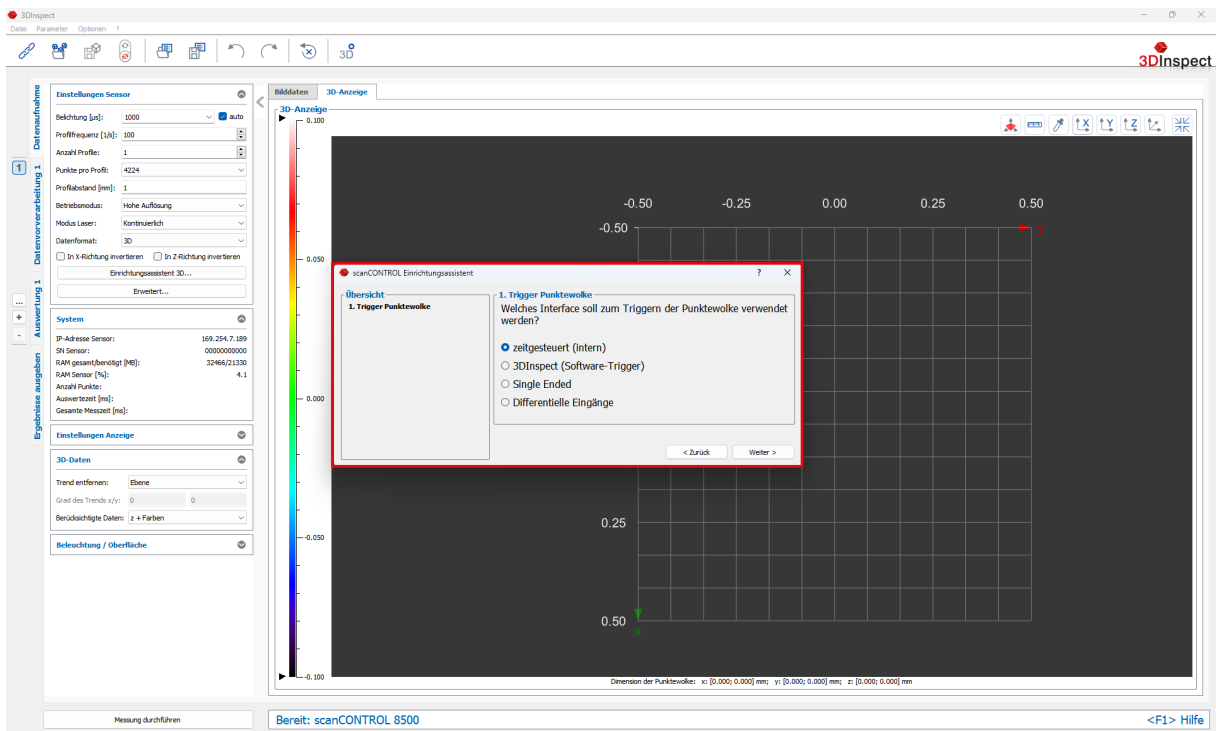 3DInspect
Datei Parameter Optionen ?
3D
3DInspect
Datenaufnahme
Datenvorverarbeitung 1
Auswertung 1
Ergebnisse ausgeben
1
...
+
-
Einstellungen Sensor
Belichtung [µs]: 1000 auto
Profilfrequenz [1/s]: 100
Anzahl Profile: 1
Punkte pro Profil: 4224
Profilabstand [mm]: 1
Betriebsmodus: Hohe Auflösung
Modus Laser: Kontinuierlich
Datenformat: 3D
In X-Richtung invertieren In Z-Richtung invertieren
Einrichtungsassistent 3D...
Erweitert...
System
IP-Adresse Sensor: 169.254.7.189
SN Sensor: 00000000000
RAM gesamt/benötigt [MB]: 32466/21330
RAM Sensor [%]: 4.1
Anzahl Punkte:
Auswertezeit [ms]:
Gesamte Messzeit [ms]:
Einstellungen Anzeige
3D-Daten
Trend entfernen: Ebene
Grad des Trends x/y: 0 0
Berücksichtigte Daten: z + Farben
Beleuchtung / Oberfläche
Messung durchführen
Bilddaten 3D-Anzeige
3D-Anzeige
X Y Z
0.100
0.050
0.000
-0.050
-0.100
-0.50 -0.25 0.00 0.25 0.50
-0.50 y
0.25
0.50
x
scanCONTROL Einrichtungsassistent ?
Übersicht
1. Trigger Punktewolke
1. Trigger Punktewolke
Welches Interface soll zum Triggern der Punktewolke verwendet
werden?
zeitgesteuert (intern)
3DInspect (Software-Trigger)
Single Ended
Differentielle Eingänge
< Zurück Weiter >
Dimension der Punktewolke: x: [0.000; 0.000] mm; y: [0.000; 0.000] mm; z: [0.000; 0.000] mm
Bereit: scanCONTROL 8500 <F1> Hilfe